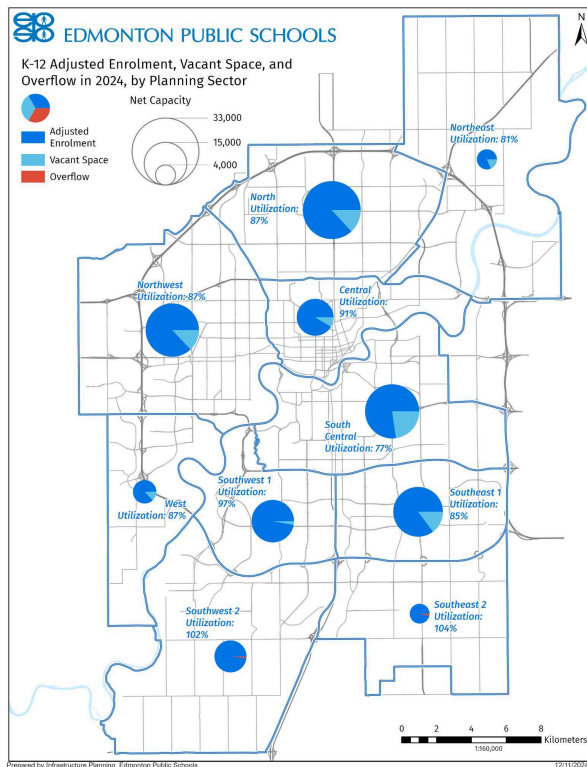 EDMONTON PUBLIC SCHOOLS
N
K-12 Adjusted Enrolment, Vacant Space, and
Overflow in 2024, by Planning Sector
Net Capacity
33,000
15,000
4,000
Adjusted
Enrolment
Vacant Space
Overflow
Northeast
Utilization: 81%
North
Utilization:
87%
Northwest
Utilization: 87%
Central
Utilization:
91%
South
Central
Utilization: 77%
West
Utilization: 87%
Southwest 1
Utilization:
97%
Southeast 1
Utilization:
85%
Southwest 2
Utilization:
102%
Southeast 2
Utilization:
104%
0 2 4 6 8
Kilometers
1:160,000
Prepared by Infrastructure Planning, Edmonton Public Schools